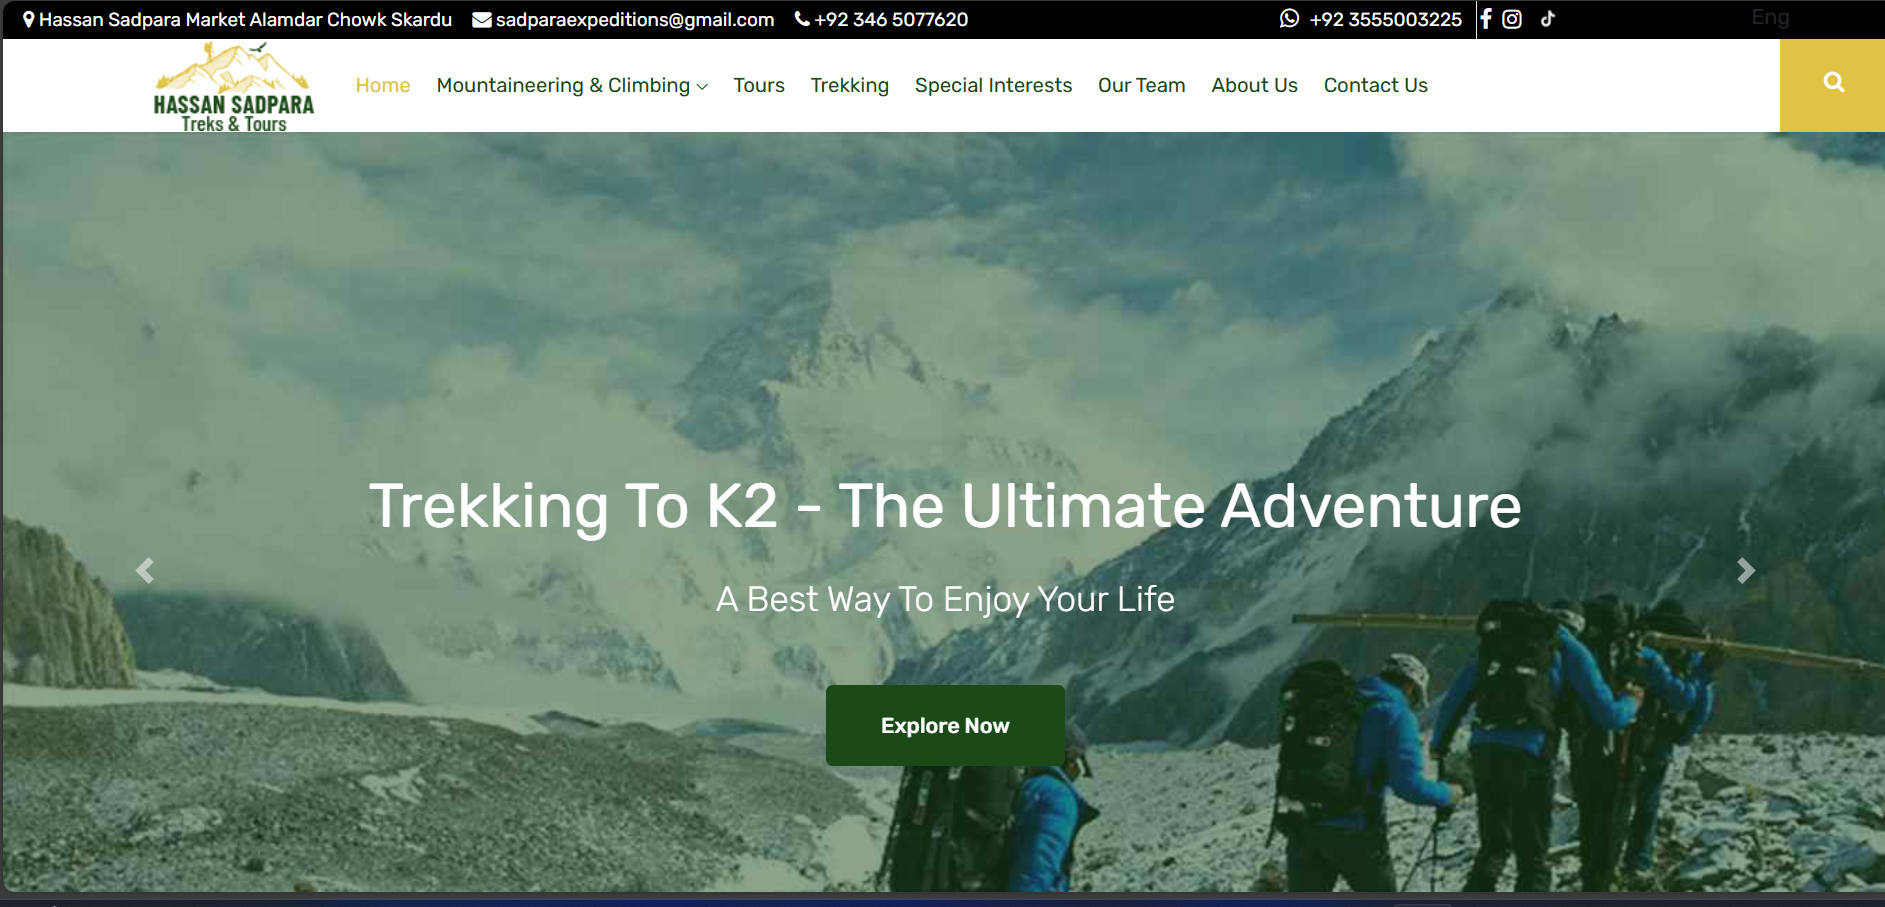 Hassan Sadpara Market Alamdar Chowk Skardu sadparaexpeditions@gmail.com +92 346 5077620 +92 3555003225 Eng
HASSAN SADPARA
Treks & Tours
Home Mountaineering & Climbing Tours Trekking Special Interests Our Team About Us Contact Us
Trekking To K2 - The Ultimate Adventure
A Best Way To Enjoy Your Life
Explore Now